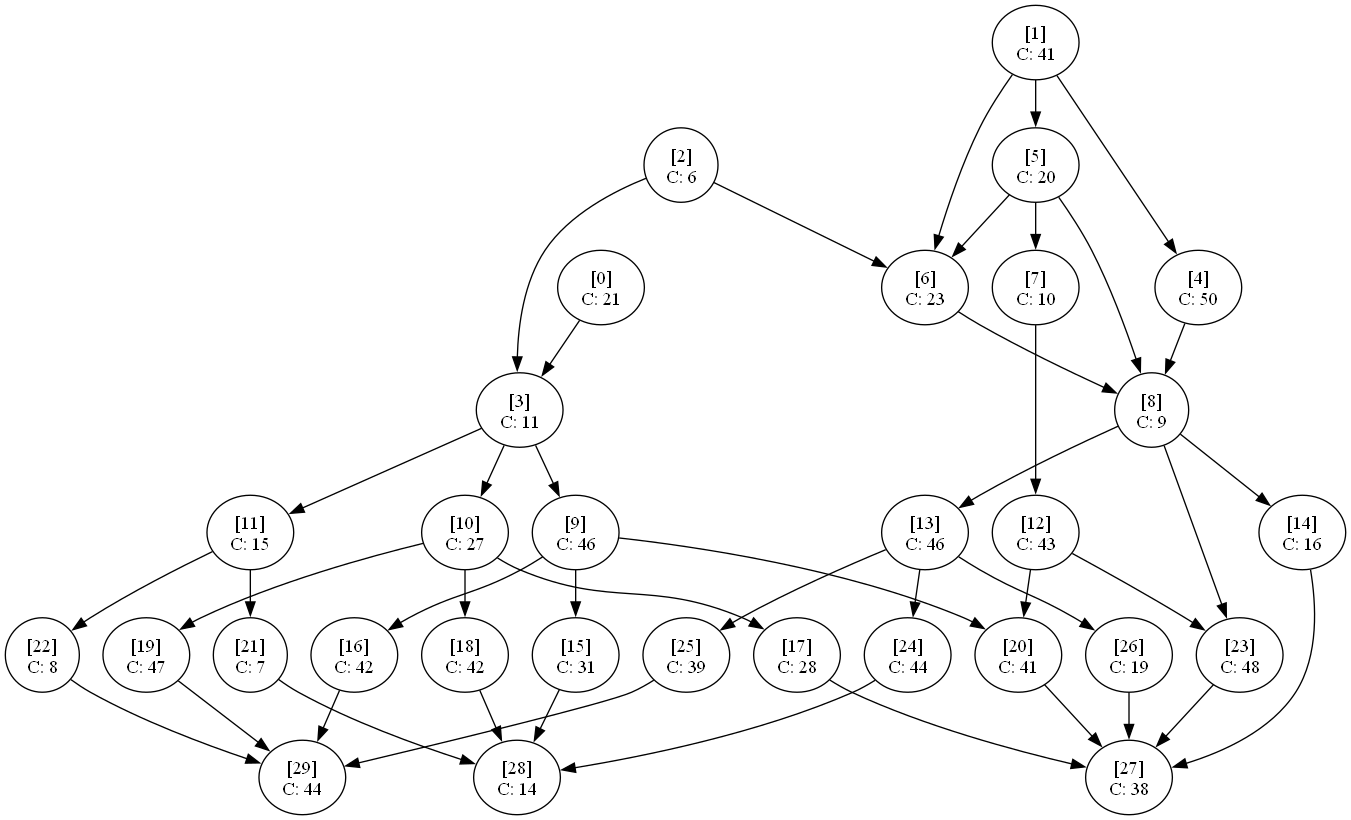 [1]
C: 41
[2]
C: 6
[5]
C: 20
[0]
C: 21
[6]
C: 23
[7]
C: 10
[4]
C: 50
[3]
C: 11
[8]
C: 9
[11]
C: 15
[10]
C: 27
[9]
C: 46
[13]
C: 46
[12]
C: 43
[14]
C: 16
[22]
C: 8
[19]
C: 47
[21]
C: 7
[16]
C: 42
[18]
C: 42
[15]
C: 31
[25]
C: 39
[17]
C: 28
[24]
C: 44
[20]
C: 41
[26]
C: 19
[23]
C: 48
[29]
C: 44
[28]
C: 14
[27]
C: 38